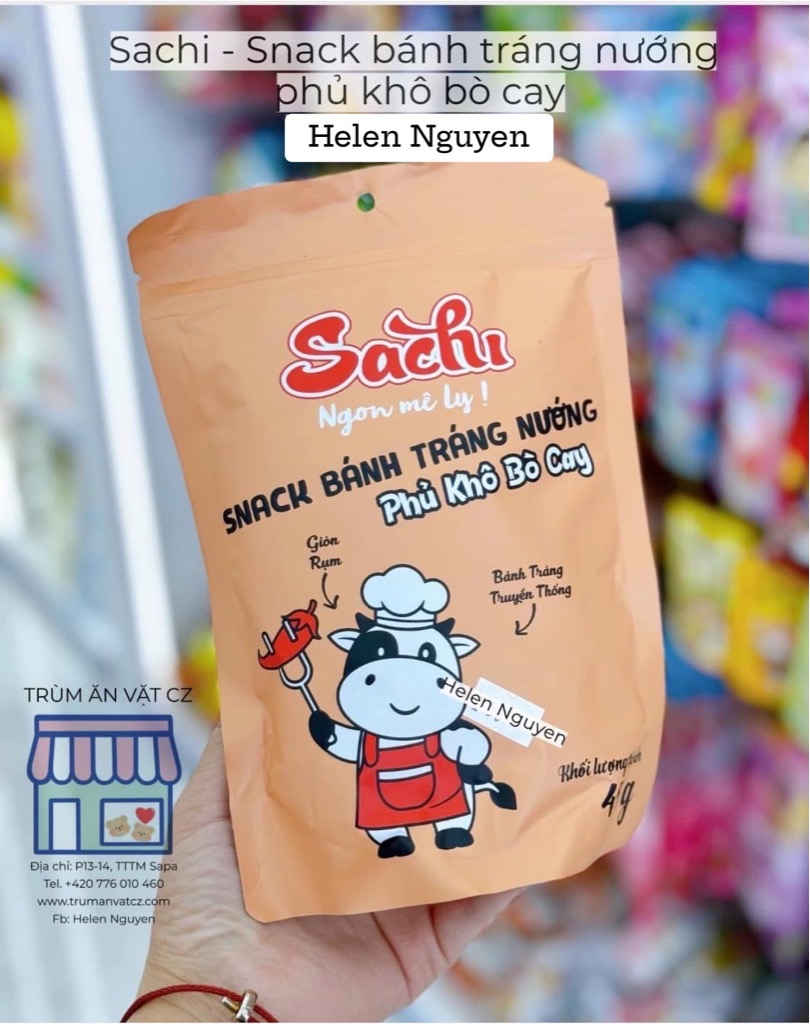 Sachi - Snack bánh tráng nướng
phủ khô bò cay
Helen Nguyen
Sachi
Ngon mê ly !
SNACK BÁNH TRÁNG NƯỚNG
Phủ Khô Bò Cay
Giòn
Rụm
Bánh Tráng
Truyền Thống
Helen Nguyen
Khối lượng tịnh
TRÙM ĂN VẶT CZ
Địa chỉ: P13-14, TTTM Sapa
Tel. +420 776 010 460
www.trumanvatcz.com
Fb: Helen Nguyen